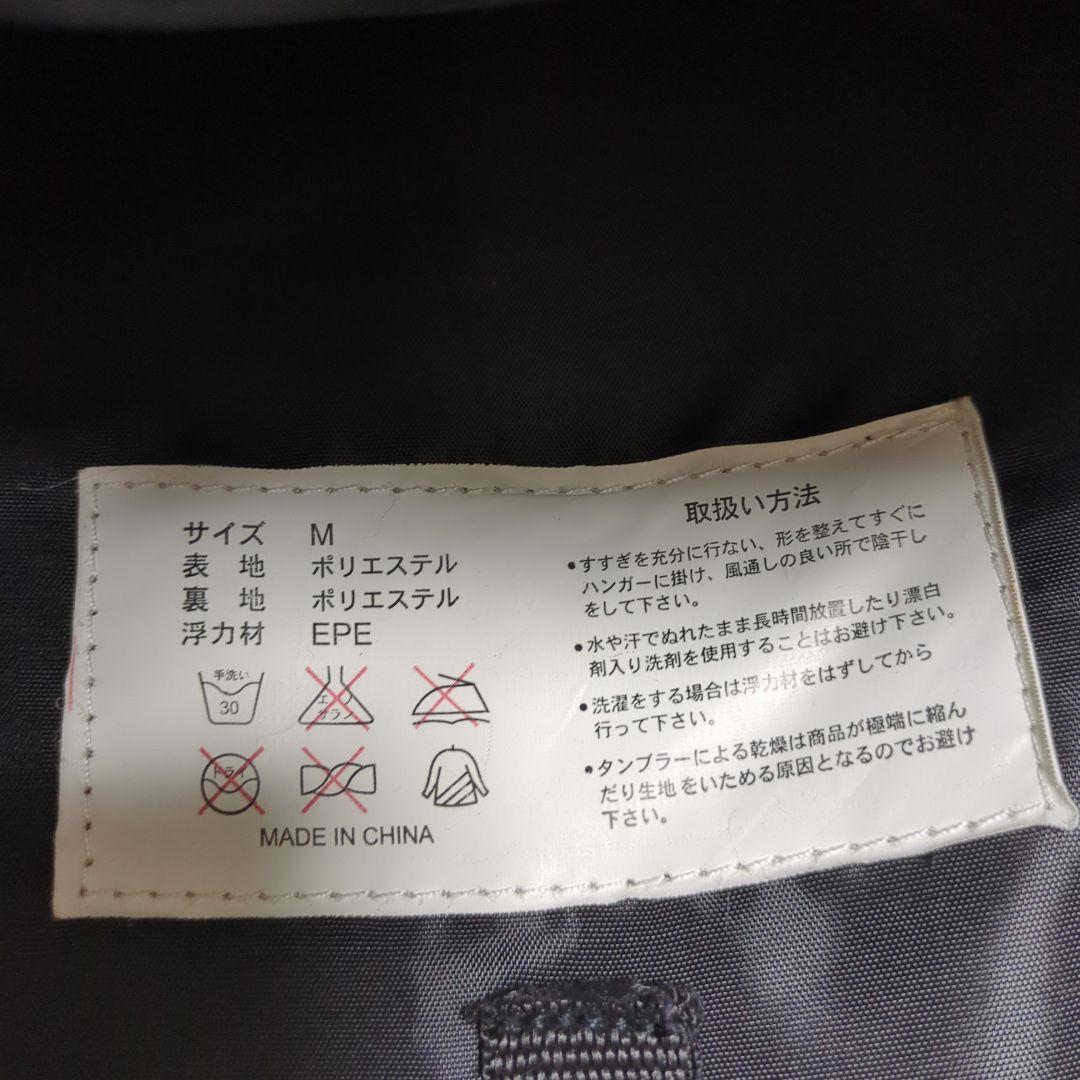 サイズ M
表 地 ポリエステル
裏 地 ポリエステル
浮力材 EPE
手洗い
30
エンソ
サラシ
ドライ
MADE IN CHINA
取扱い方法
•すすぎを充分に行ない、形を整えてすぐに
ハンガーに掛け、風通しの良い所で陰干し
をして下さい。
•水や汗でぬれたまま長時間放置したり漂白
剤入り洗剤を使用することはお避け下さい。
•洗濯をする場合は浮力材をはずしてから
行って下さい。
•タンブラーによる乾燥は商品が極端に縮ん
だり生地をいためる原因となるのでお避け
下さい。